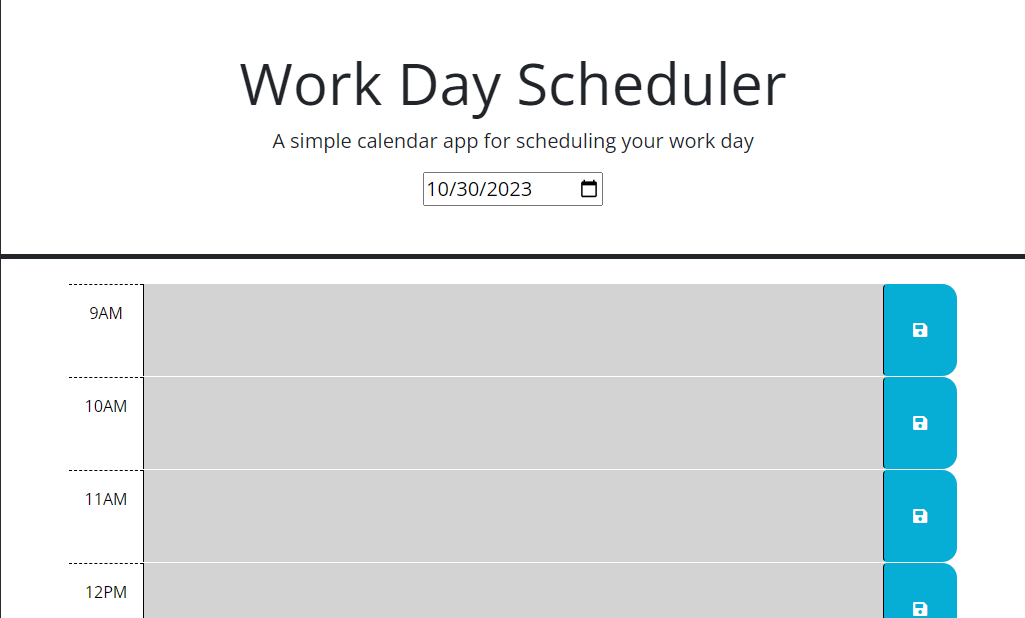 Work Day Scheduler
A simple calendar app for scheduling your work day
10/30/2023
9AM
10AM
11AM
12PM